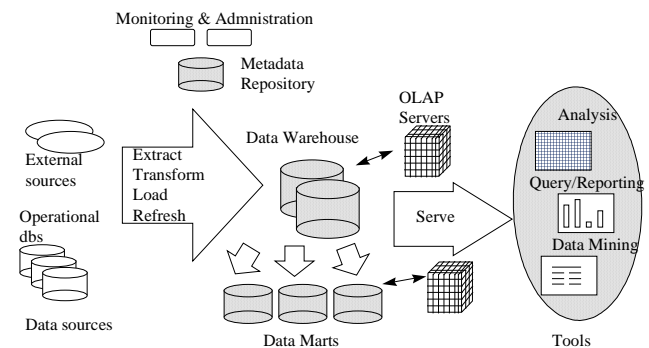 Monitoring & Admnistration
Metadata
Repository
OLAP
Servers
Analysis
Data Warehouse
External
sources
Extract
Transform
Load
Refresh
Query/Reporting
Operational
dbs
Serve
Data Mining
Data sources
Data Marts
Tools